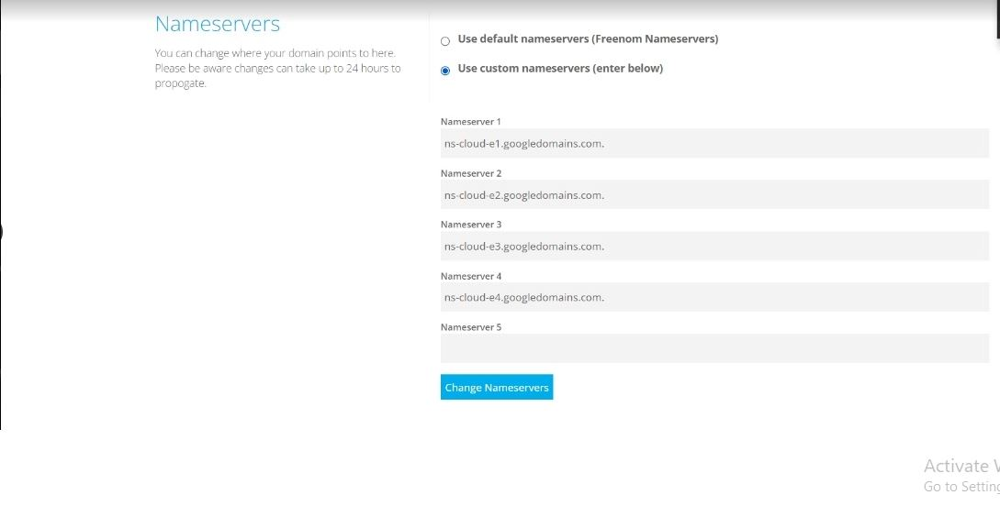 Nameservers
You can change where your domain points to here.
Please be aware changes can take up to 24 hours to
propogate.
Use default nameservers (Freenom Nameservers)
Use custom nameservers (enter below)
Nameserver 1
ns-cloud-e1.googledomains.com.
Nameserver 2
ns-cloud-e2.googledomains.com.
Nameserver 3
ns-cloud-e3.googledomains.com.
Nameserver 4
ns-cloud-e4.googledomains.com.
Nameserver 5
Change Nameservers
Activate
Go to